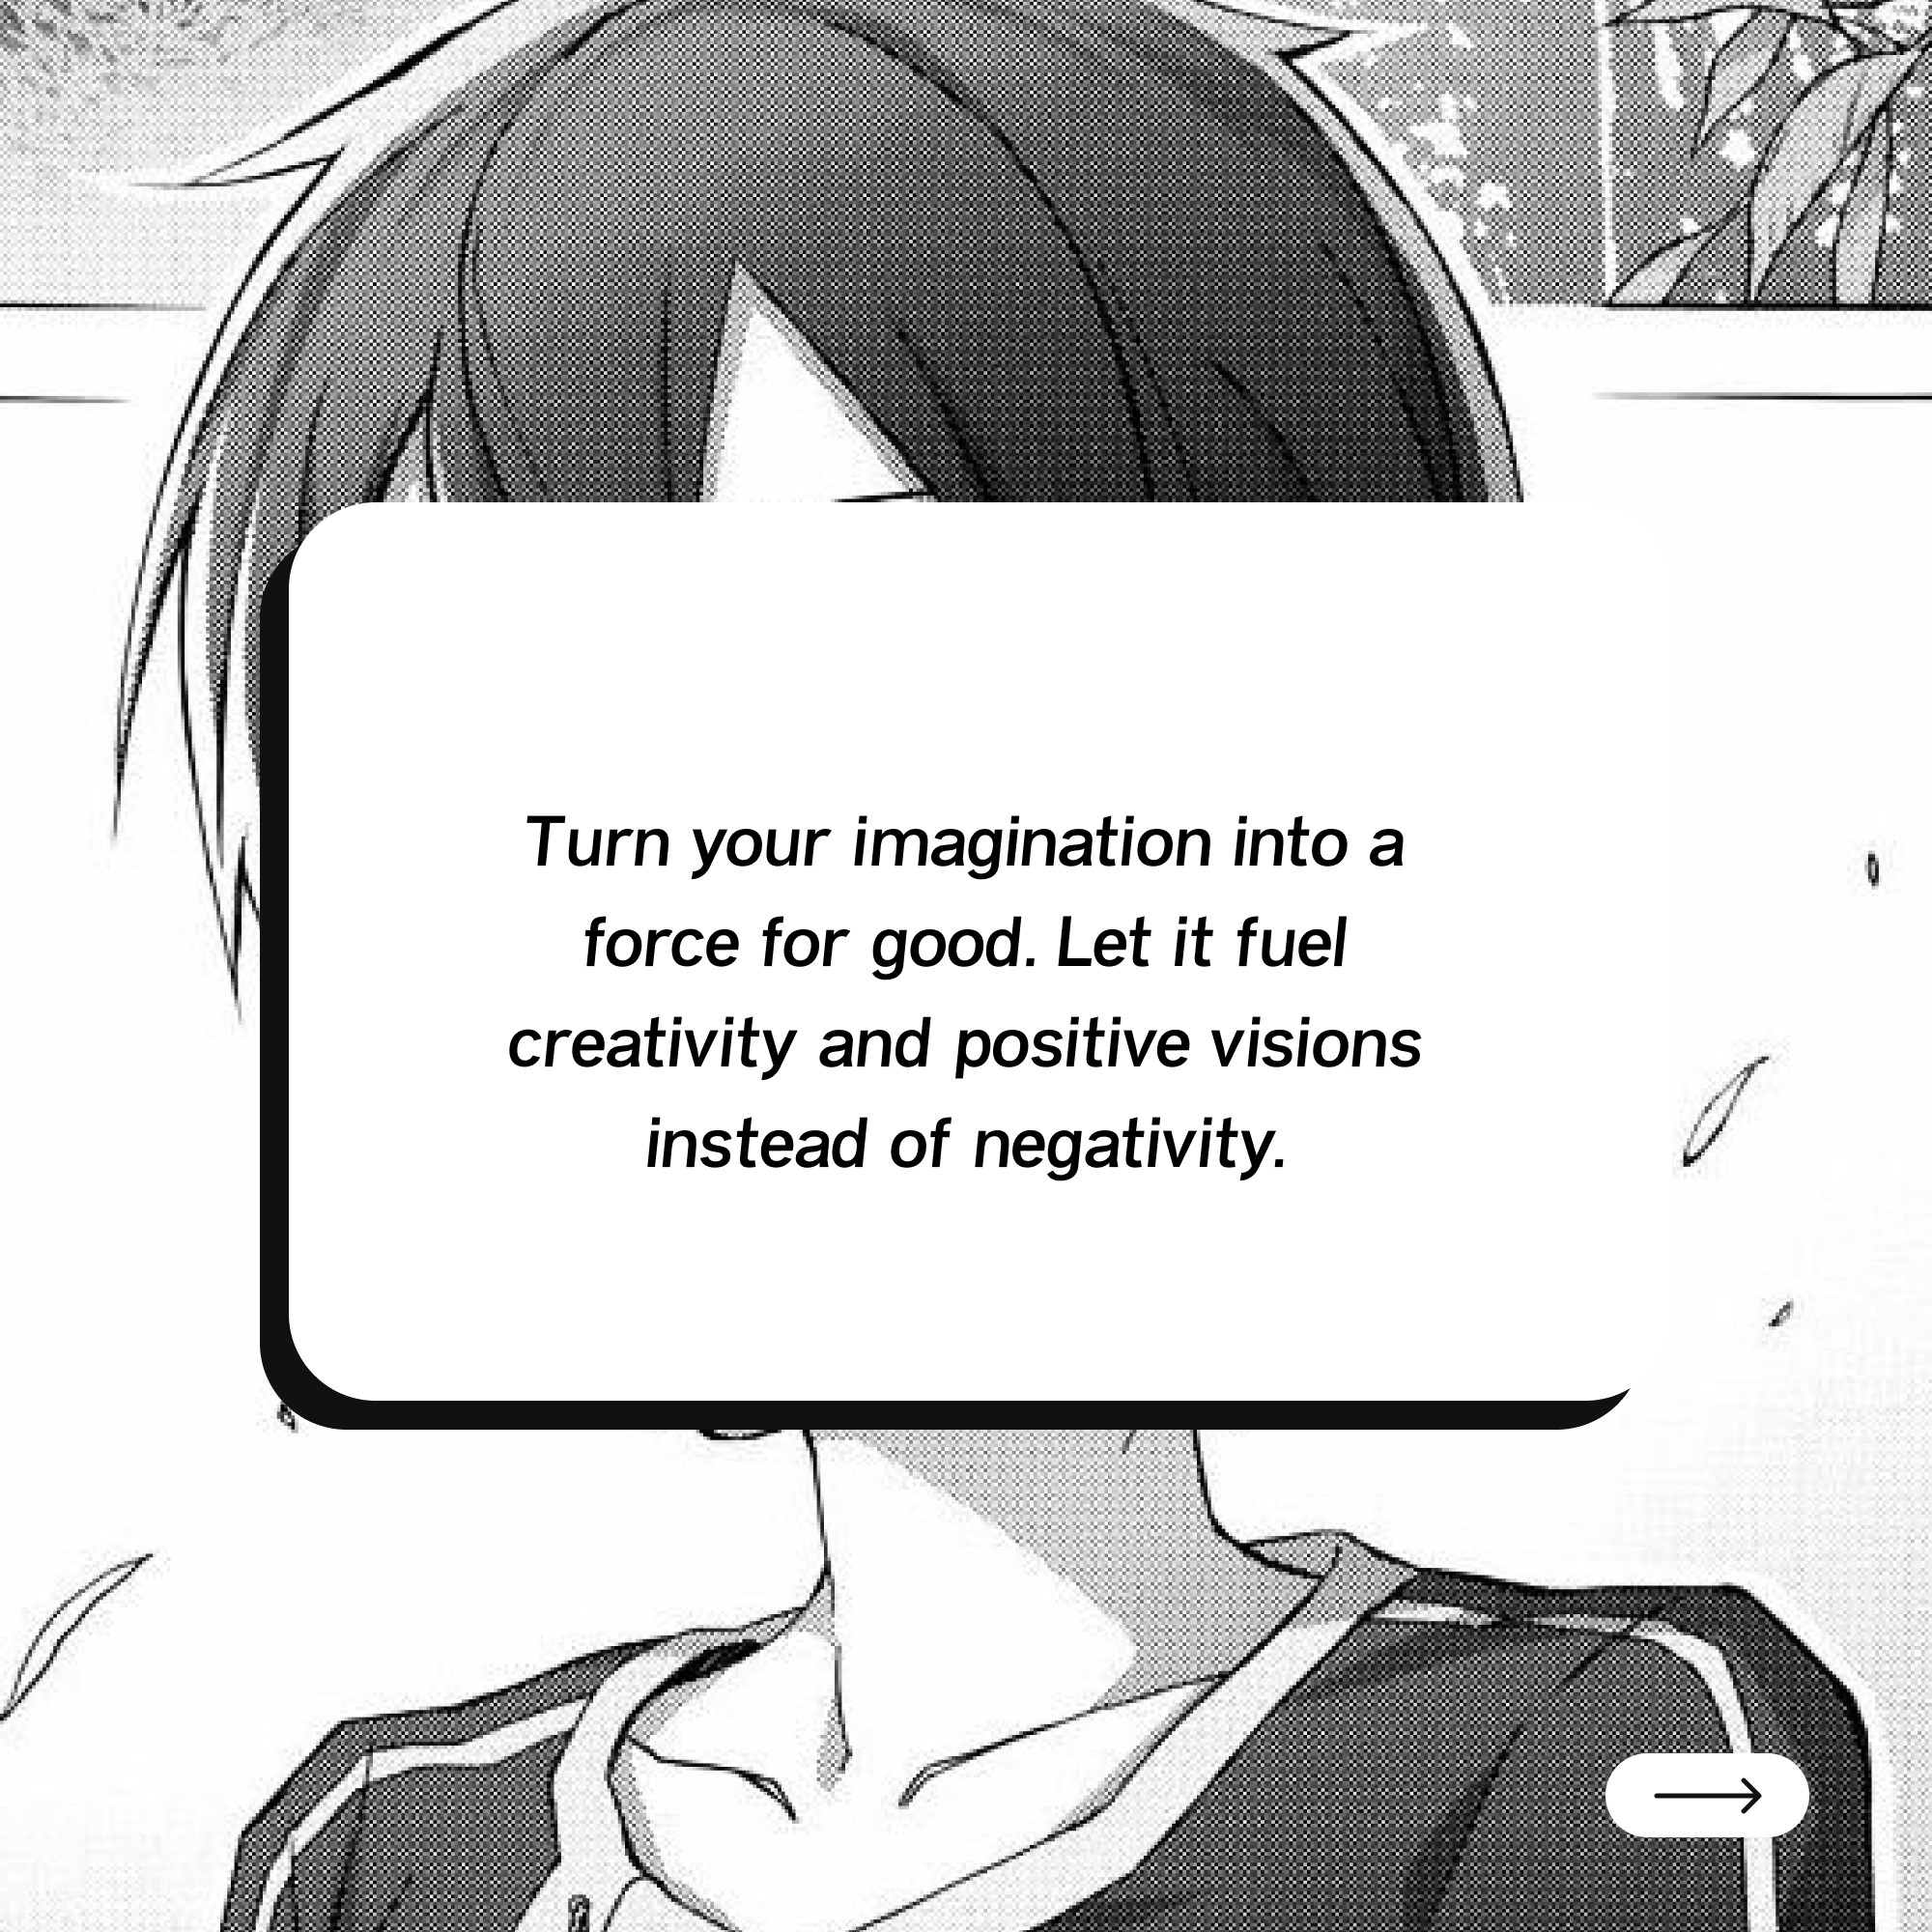 Turn your imagination into a
force for good. Let it fuel
creativity and positive visions
instead of negativity.